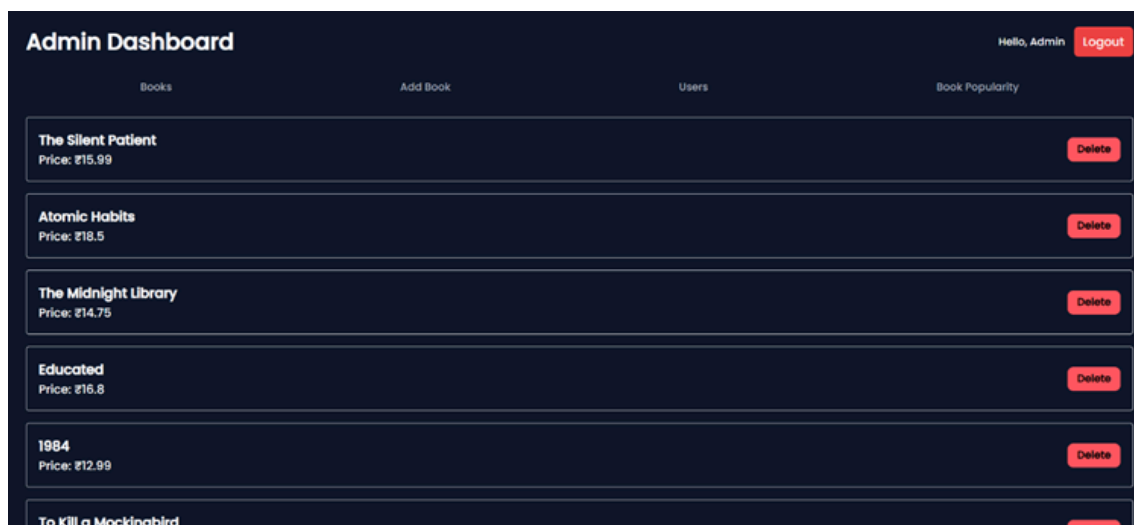 Admin Dashboard
Hello, Admin
Logout
Books
Add Book
Users
Book Popularity
The Silent Patient
Price: ₹15.99
Delete
Atomic Habits
Price: ₹18.5
Delete
The Midnight Library
Price: ₹14.75
Delete
Educated
Price: ₹16.8
Delete
1984
Price: ₹12.99
Delete
To Kill a Mockingbird